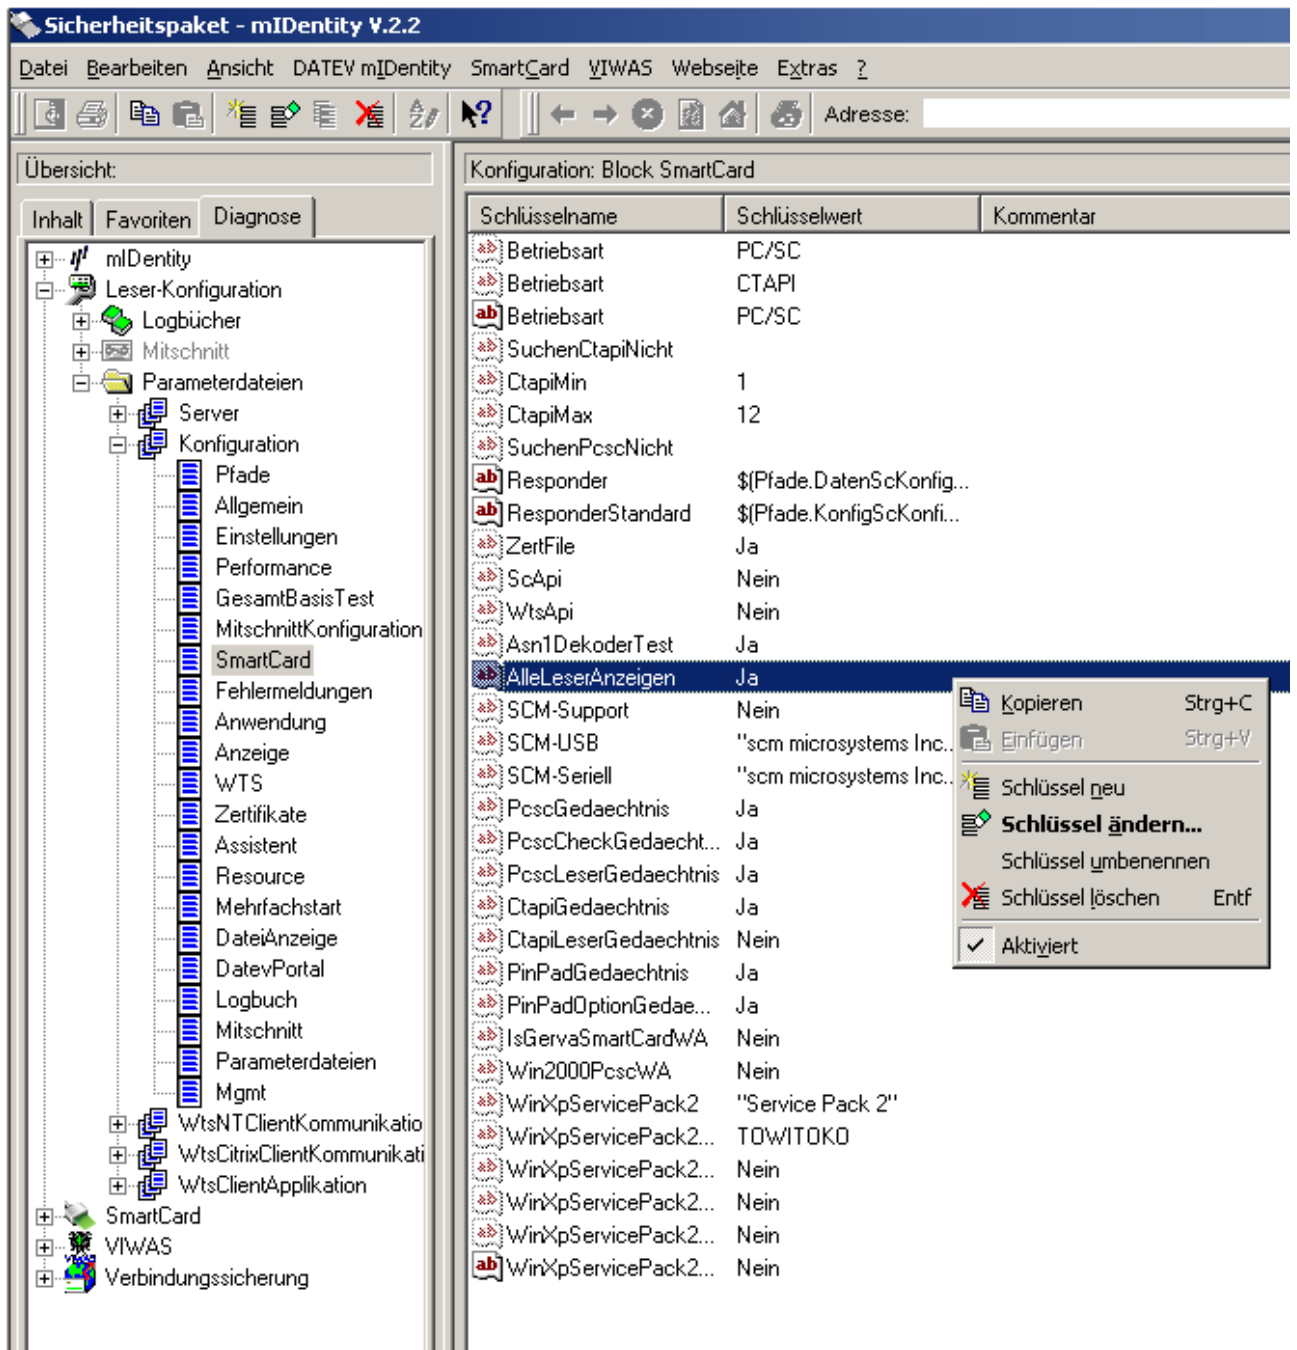 Sicherheitspaket - mIDentity V.2.2
Datei Bearbeiten Ansicht DATEV mIDentity SmartCard VIWAS Webseite Extras ?
Adresse:
Übersicht:
Inhalt Favoriten Diagnose
mIDentity
Leser-Konfiguration
Logbücher
Mitschnitt
Parameterdateien
Server
Konfiguration
Pfade
Allgemein
Einstellungen
Performance
GesamtBasisTest
MitschnittKonfiguration
SmartCard
Fehlermeldungen
Anwendung
Anzeige
WTS
Zertifikate
Assistent
Resource
Mehrfachstart
DateiAnzeige
DatevPortal
Logbuch
Mitschnitt
Parameterdateien
Mgmt
WtsNTClientKommunikatio
WtsCitrixClientKommunikati
WtsClientApplikation
SmartCard
VIWAS
Verbindungssicherung
Konfiguration: Block SmartCard
Schlüsselname Schlüsselwert Kommentar
Betriebsart PC/SC
Betriebsart CTAPI
Betriebsart PC/SC
SuchenCtapiNicht
CtapiMin 1
CtapiMax 12
SuchenPcscNicht
Responder $(Pfade.DatenScKonfig...
ResponderStandard $(Pfade.KonfigScKonfi...
ZertFile Ja
ScApi Nein
WtsApi Nein
Asn1DekoderTest Ja
AlleLeserAnzeigen Ja
SCM-Support Nein
SCM-USB "scm microsystems Inc...
SCM-Seriell "scm microsystems Inc...
PcscGedaechtnis Ja
PcscCheckGedaecht... Ja
PcscLeserGedaechtnis Ja
CtapiGedaechtnis Ja
CtapiLeserGedaechtnis Nein
PinPadGedaechtnis Ja
PinPadOptionGedae... Ja
IsGervaSmartCardWA Nein
Win2000PcscWA Nein
WinXpServicePack2 "Service Pack 2"
WinXpServicePack2... TOWITOKO
WinXpServicePack2... Nein
WinXpServicePack2... Nein
WinXpServicePack2... Nein
WinXpServicePack2... Nein
Kopieren Strg+C
Einfügen Strg+V
Schlüssel neu
Schlüssel ändern...
Schlüssel umbenennen
Schlüssel löschen Entf
Aktiviert